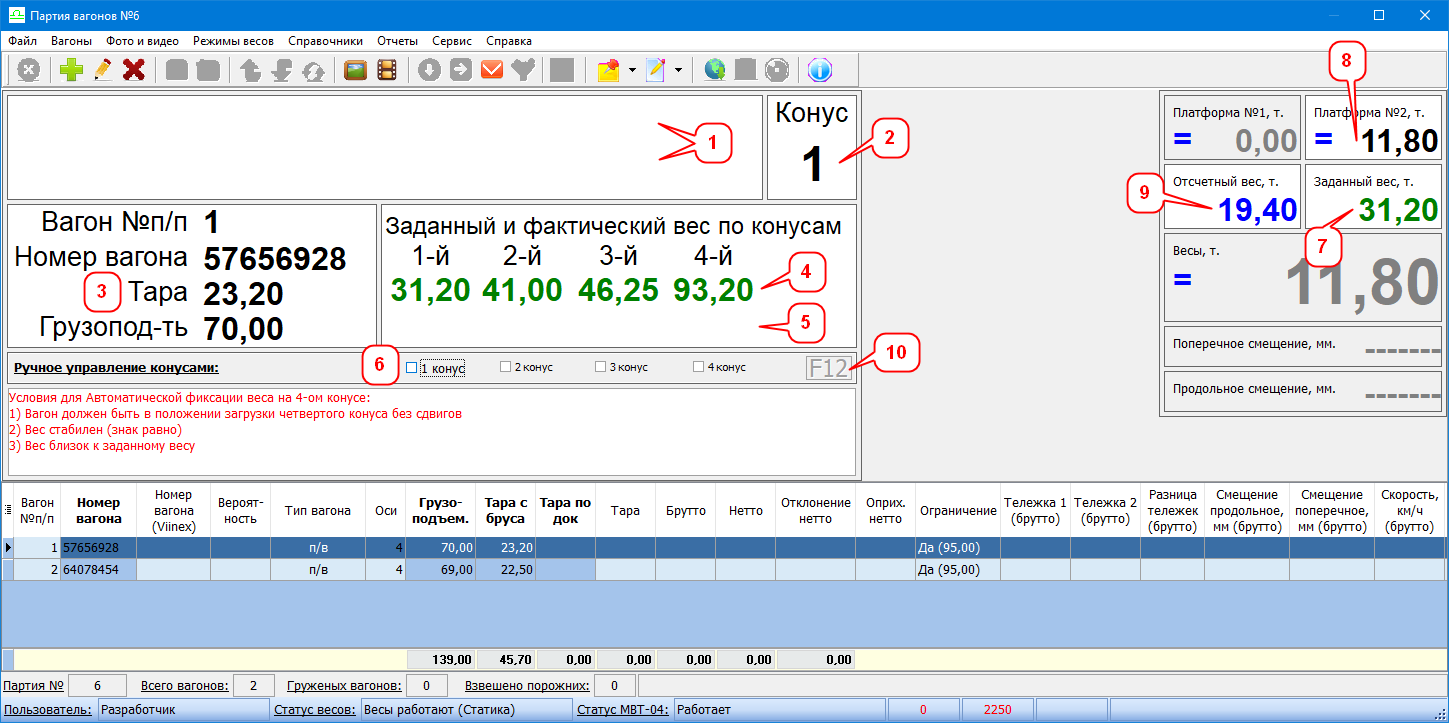 Партия вагонов №6
Файл Вагоны Фото и видео Режимы весов Справочники Отчеты Сервис Справка
1
Конус
1
2
Вагон №п/п 1
Номер вагона 57656928
3 Тара 23,20
Грузопод-ть 70,00
Заданный и фактический вес по конусам
1-й 2-й 3-й 4-й
31,20 41,00 46,25 93,20
4
5
Ручное управление конусами: 6 1 конус 2 конус 3 конус 4 конус F12
10
Условия для Автоматической фиксации веса на 4-ом конусе:
1) Вагон должен быть в положении загрузки четвертого конуса без сдвигов
2) Вес стабилен (знак равно)
3) Вес близок к заданному весу
8
Платформа №1, т. Платформа №2, т.
= 0,00 = 11,80
9
Отсчетный вес, т. Заданный вес, т.
19,40 31,20
7
Весы, т.
= 11,80
Поперечное смещение, мм. -------
Продольное смещение, мм. -------
Вагон №п/п Номер вагона Номер вагона (Viinex) Вероят-ность Тип вагона Оси Грузо-подъем. Тара с бруса Тара по док Тара Брутто Нетто Отклонение нетто Оприх. нетто Ограничение Тележка 1 (брутто) Тележка 2 (брутто) Разница тележек (брутто) Смещение продольное, мм (брутто) Смещение поперечное, мм (брутто) Скорость, км/ч (брутто)
1 57656928 п/в 4 70,00 23,20 Да (95,00)
2 64078454 п/в 4 69,00 22,50 Да (95,00)
139,00 45,70 0,00 0,00 0,00 0,00 0,00
Партия № 6 Всего вагонов: 2 Груженых вагонов: 0 Взвешено порожних: 0
Пользователь: Разработчик Статус весов: Весы работают (Статика) Статус МВТ-04: Работает 0 2250